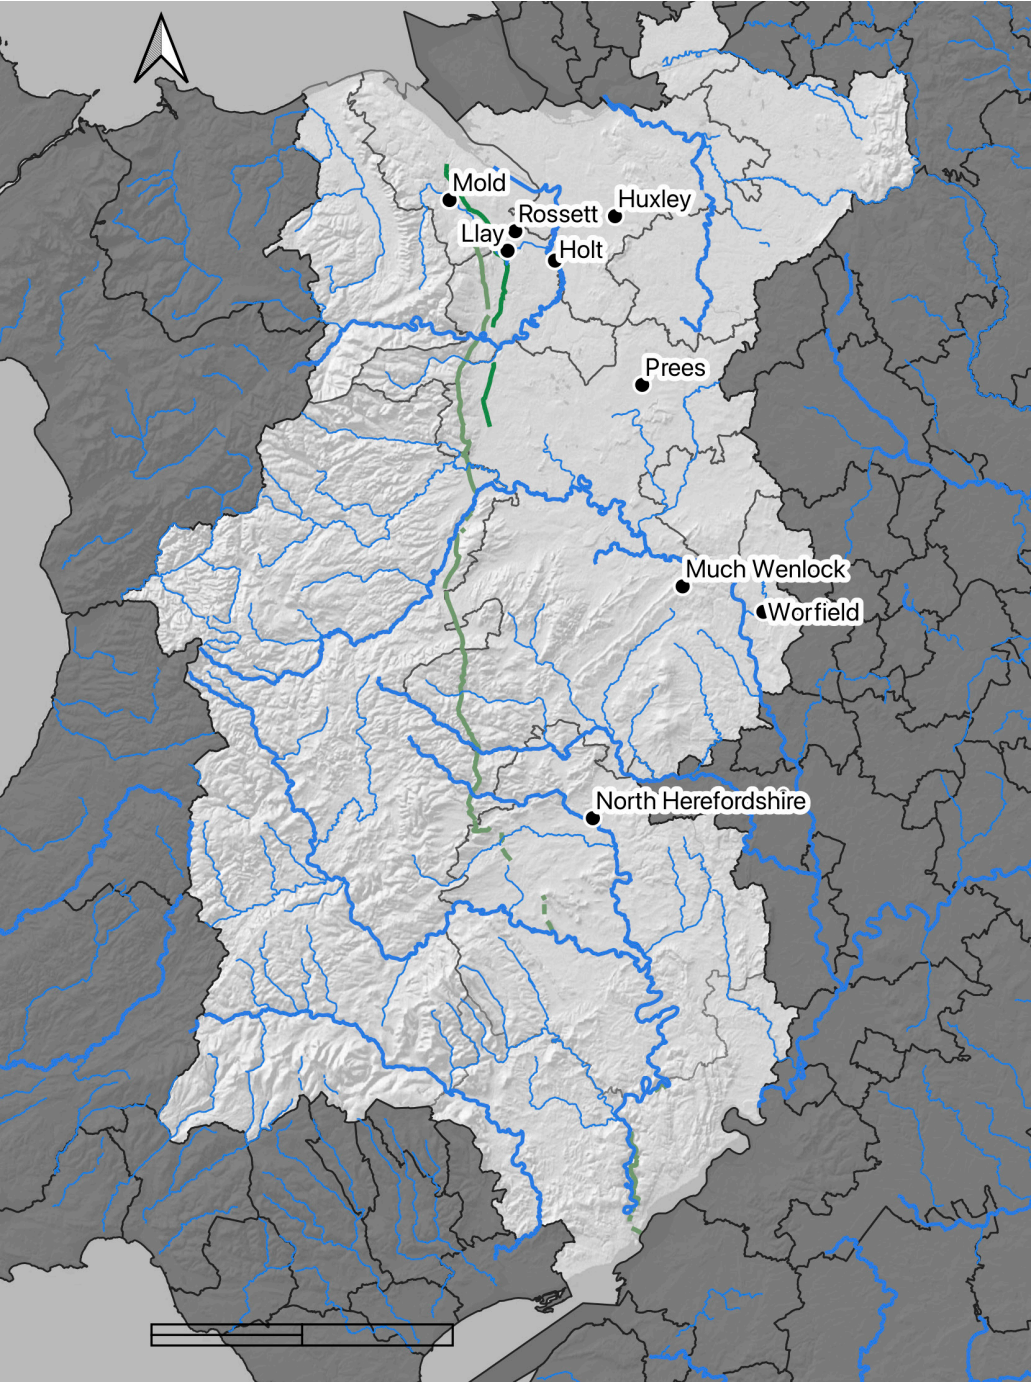 Mold
Huxley
Rossett
Llay
Holt
Prees
Much Wenlock
Worfield
North Herefordshire